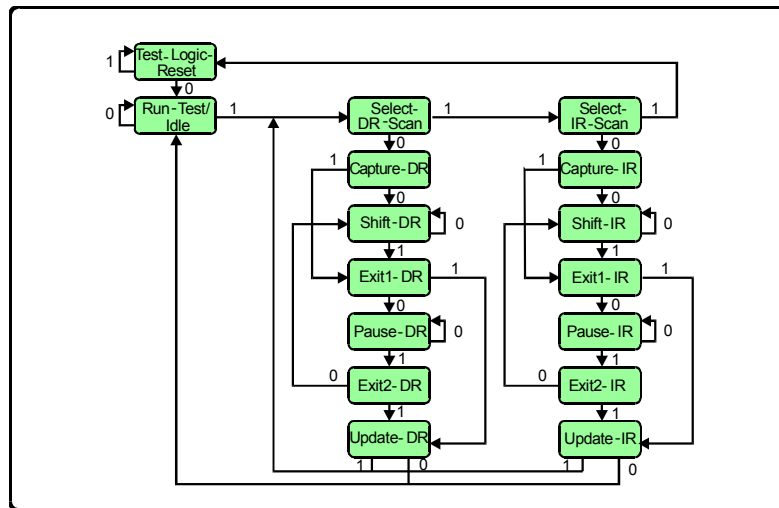 Test-Logic-
Reset
1
0
Run-Test/
Idle
0
1
Select-
DR-Scan
1
Select-
IR-Scan
1
0
0
1
Capture-DR
1
Capture-IR
0
0
Shift-DR
0
Shift-IR
0
1
1
Exit1-DR
1
Exit1-IR
1
0
0
Pause-DR
0
Pause-IR
0
1
1
0
Exit2-DR
0
Exit2-IR
1
1
Update-DR
Update-IR
1
0
1
0